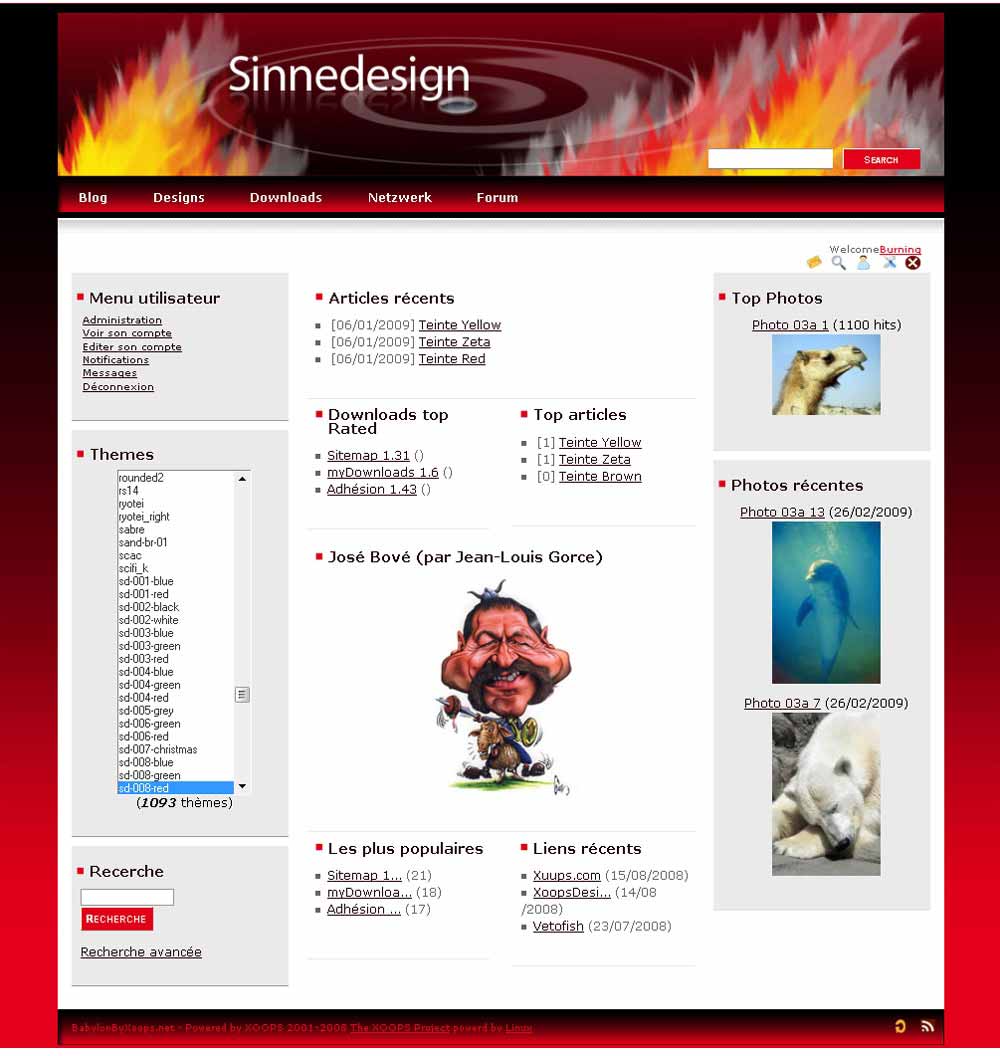 Sinnedesign
SEARCH
Blog Designs Downloads Netzwerk Forum
WelcomeBurning
Menu utilisateur
Administration
Voir son compte
Editer son compte
Notifications
Messages
Déconnexion
Themes
rounded2
rs14
ryotei
ryotei_right
sabre
sand-br-01
scac
scifi_k
sd-001-blue
sd-001-red
sd-002-black
sd-002-white
sd-003-blue
sd-003-green
sd-003-red
sd-004-blue
sd-004-green
sd-004-red
sd-005-grey
sd-006-green
sd-006-red
sd-007-christmas
sd-008-blue
sd-008-green
sd-008-red
(1093 thèmes)
Recerche
RECHERCHE
Recherche avancée
Articles récents
[06/01/2009] Teinte Yellow
[06/01/2009] Teinte Zeta
[06/01/2009] Teinte Red
Downloads top
Rated
Sitemap 1.31 ()
myDownloads 1.6 ()
Adhésion 1.43 ()
Top articles
[1] Teinte Yellow
[1] Teinte Zeta
[0] Teinte Brown
José Bové (par Jean-Louis Gorce)
Les plus populaires
Sitemap 1... (21)
myDownloa... (18)
Adhésion ... (17)
Liens récents
Xuups.com (15/08/2008)
XoopsDesi... (14/08
/2008)
Vetofish (23/07/2008)
Top Photos
Photo 03a 1 (1100 hits)
Photos récentes
Photo 03a 13 (26/02/2009)
Photo 03a 7 (26/02/2009)
BabylonByXoops.net - Powered by XOOPS 2001-2008 The XOOPS Project powerd by Linux